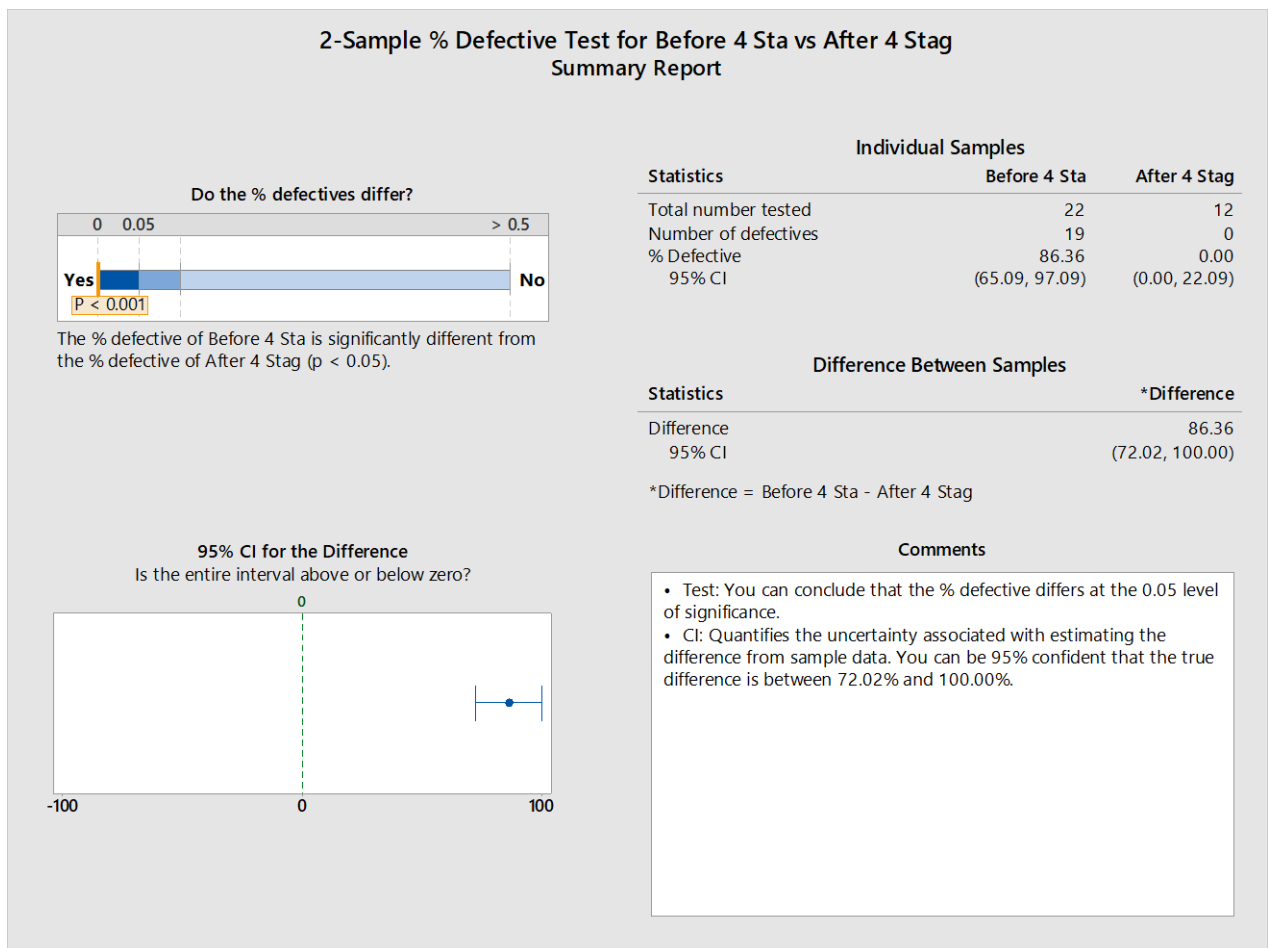 2-Sample % Defective Test for Before 4 Sta vs After 4 Stag
Summary Report
Do the % defectives differ?
0 0.05 > 0.5
Yes No
P < 0.001
The % defective of Before 4 Sta is significantly different from
the % defective of After 4 Stag (p < 0.05).
95% CI for the Difference
Is the entire interval above or below zero?
0
-100 0 100
Individual Samples
Statistics Before 4 Sta After 4 Stag
Total number tested 22 12
Number of defectives 19 0
% Defective 86.36 0.00
95% CI (65.09, 97.09) (0.00, 22.09)
Difference Between Samples
Statistics *Difference
Difference 86.36
95% CI (72.02, 100.00)
*Difference = Before 4 Sta - After 4 Stag
Comments
• Test: You can conclude that the % defective differs at the 0.05 level
of significance.
• CI: Quantifies the uncertainty associated with estimating the
difference from sample data. You can be 95% confident that the true
difference is between 72.02% and 100.00%.